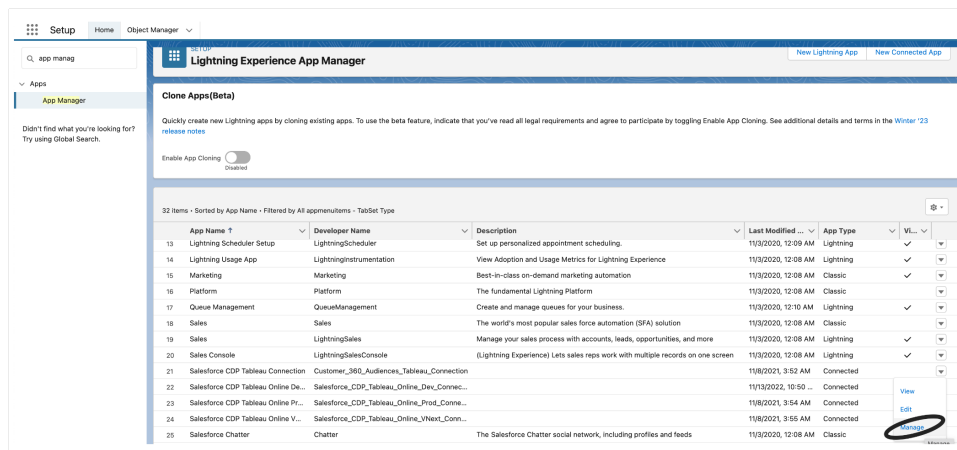 Setup Home Object Manager
app manag
Apps
App Manager
Didn't find what you're looking for?
Try using Global Search.
SETUP
Lightning Experience App Manager
New Lightning App New Connected App
Clone Apps(Beta)
Quickly create new Lightning apps by cloning existing apps. To use the beta feature, indicate that you've read all legal requirements and agree to participate by toggling Enable App Cloning. See additional details and terms in the Winter '23
release notes
Enable App Cloning
Disabled
32 items • Sorted by App Name • Filtered by All appmenuitems - TabSet Type
App Name ↑ Developer Name Description Last Modified ... App Type Vi...
13 Lightning Scheduler Setup LightningScheduler Set up personalized appointment scheduling. 11/3/2020, 12:09 AM Lightning
14 Lightning Usage App LightningInstrumentation View Adoption and Usage Metrics for Lightning Experience 11/3/2020, 12:08 AM Lightning
15 Marketing Marketing Best-in-class on-demand marketing automation 11/3/2020, 12:08 AM Classic
16 Platform Platform The fundamental Lightning Platform 11/3/2020, 12:08 AM Classic
17 Queue Management QueueManagement Create and manage queues for your business. 11/3/2020, 12:10 AM Lightning
18 Sales Sales The world's most popular sales force automation (SFA) solution 11/3/2020, 12:08 AM Classic
19 Sales LightningSales Manage your sales process with accounts, leads, opportunities, and more 11/3/2020, 12:08 AM Lightning
20 Sales Console LightningSalesConsole (Lightning Experience) Lets sales reps work with multiple records on one screen 11/3/2020, 12:08 AM Lightning
21 Salesforce CDP Tableau Connection Customer_360_Audiences_Tableau_Connection 11/8/2021, 3:52 AM Connected
22 Salesforce CDP Tableau Online De... Salesforce_CDP_Tableau_Online_Dev_Connec... 11/13/2022, 10:50 ... Connected
23 Salesforce CDP Tableau Online Pr... Salesforce_CDP_Tableau_Online_Prod_Conne... 11/8/2021, 3:54 AM Connected
24 Salesforce CDP Tableau Online V... Salesforce_CDP_Tableau_Online_VNext_Conn... 11/8/2021, 3:55 AM Connected
25 Salesforce Chatter Chatter The Salesforce Chatter social network, including profiles and feeds 11/3/2020, 12:08 AM Classic
View
Edit
Manage
Manage